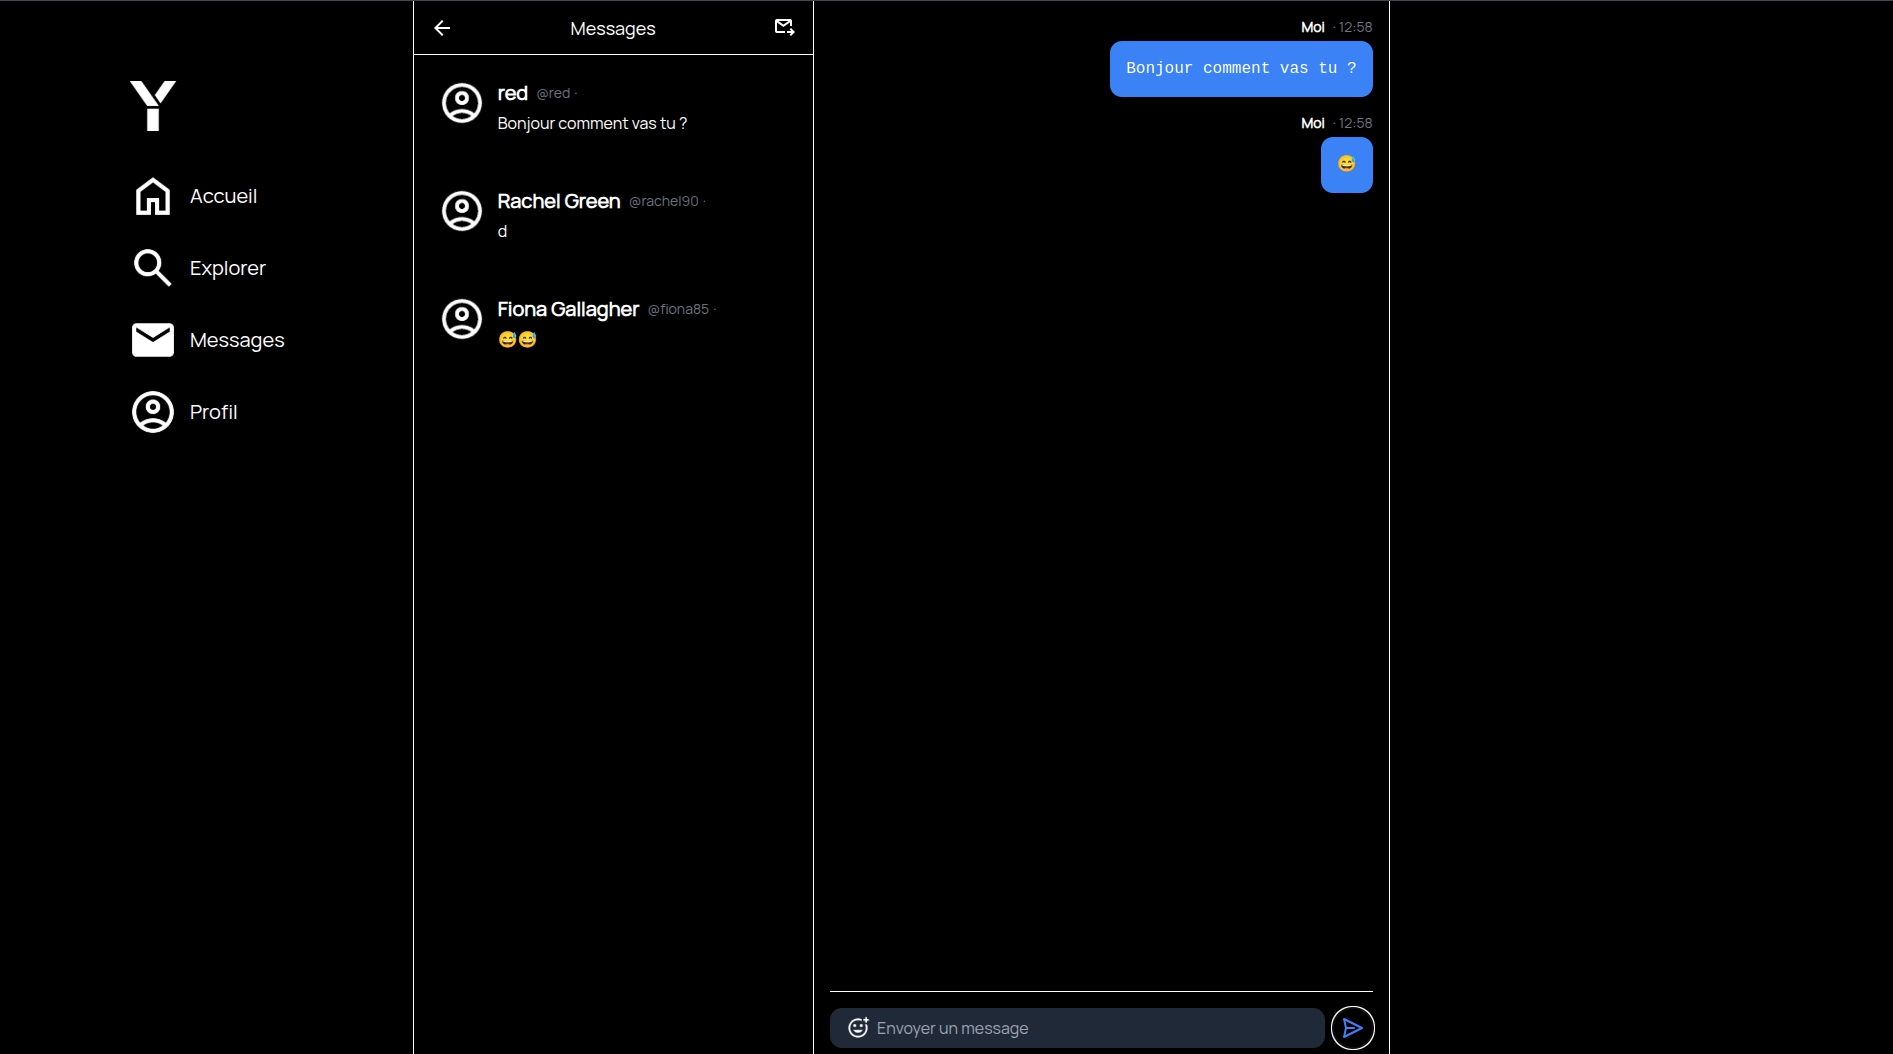 Y
Accueil
Explorer
Messages
Profil
Messages
red @red ·
Bonjour comment vas tu ?
Rachel Green @rachel90 ·
d
Fiona Gallagher @fiona85 ·
😅😅
Moi · 12:58
Bonjour comment vas tu ?
Moi · 12:58
😅
Envoyer un message